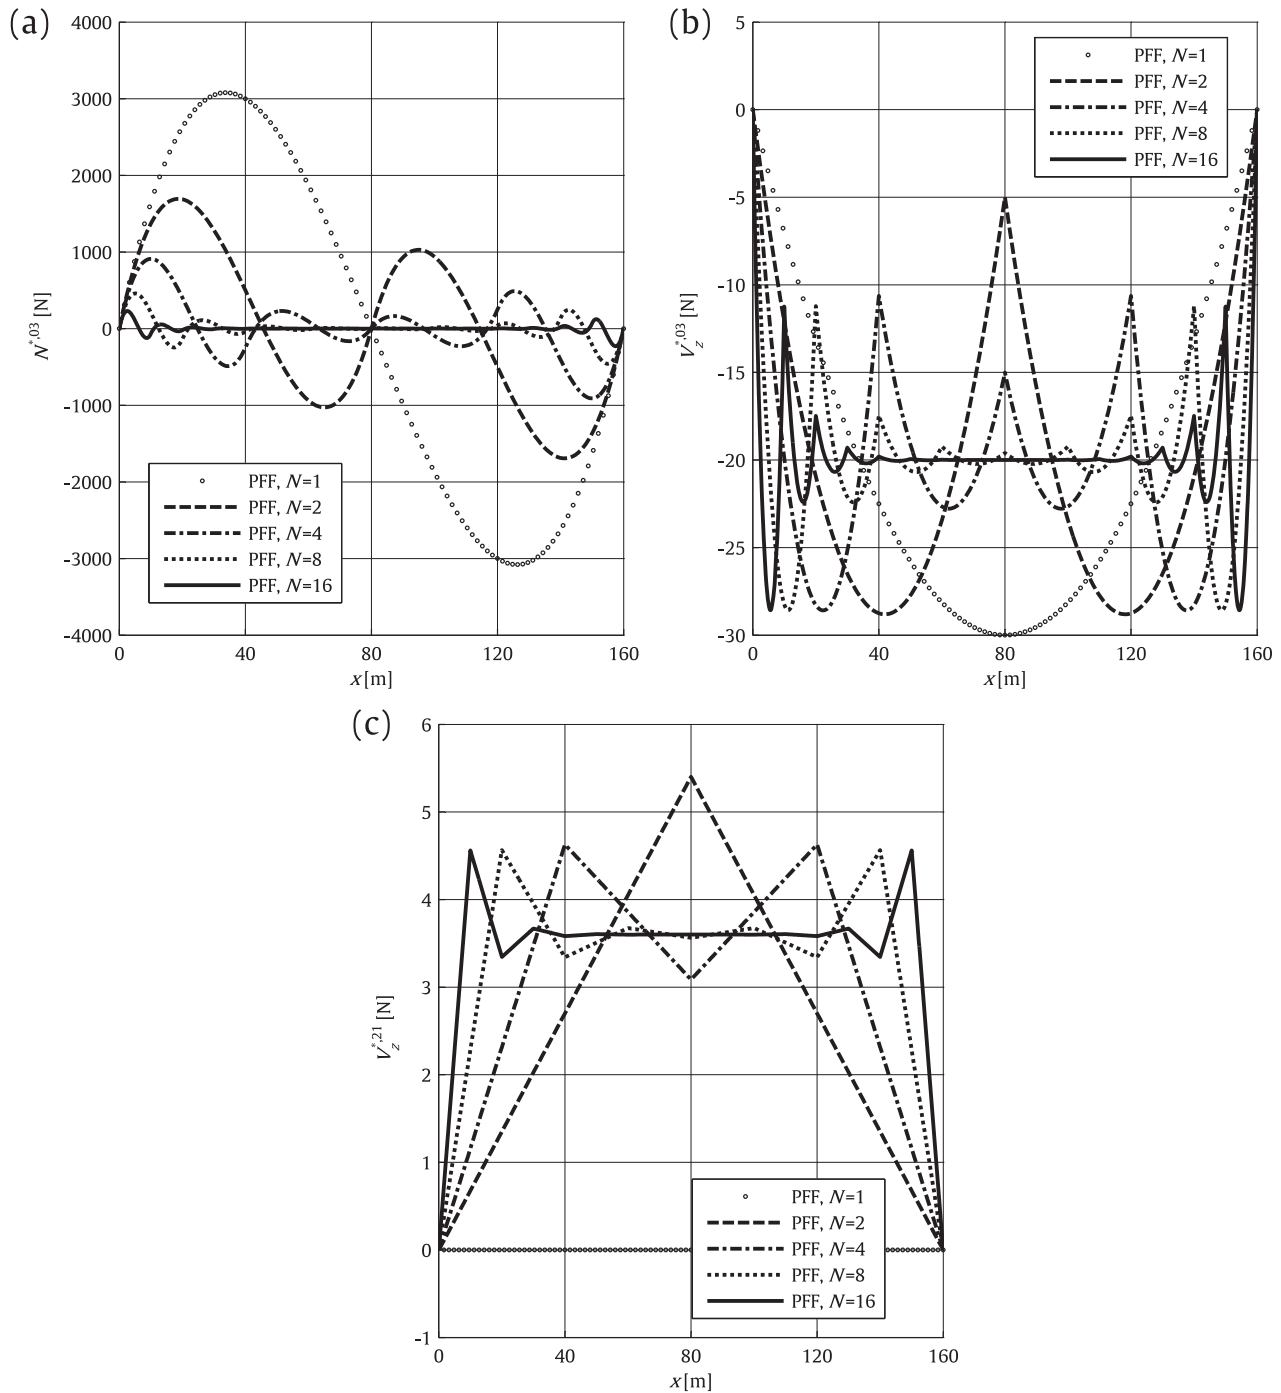 (a)
4000
3000
2000
1000
0
-1000
-2000
-3000
-4000
N*,03 [N]
0 40 80 120 160
x [m]
PFF, N=1
PFF, N=2
PFF, N=4
PFF, N=8
PFF, N=16
(b)
5
0
-5
-10
-15
-20
-25
-30
Vz*,03 [N]
0 40 80 120 160
x [m]
PFF, N=1
PFF, N=2
PFF, N=4
PFF, N=8
PFF, N=16
(c)
6
5
4
3
2
1
0
-1
Vz*,21 [N]
0 40 80 120 160
x [m]
PFF, N=1
PFF, N=2
PFF, N=4
PFF, N=8
PFF, N=16